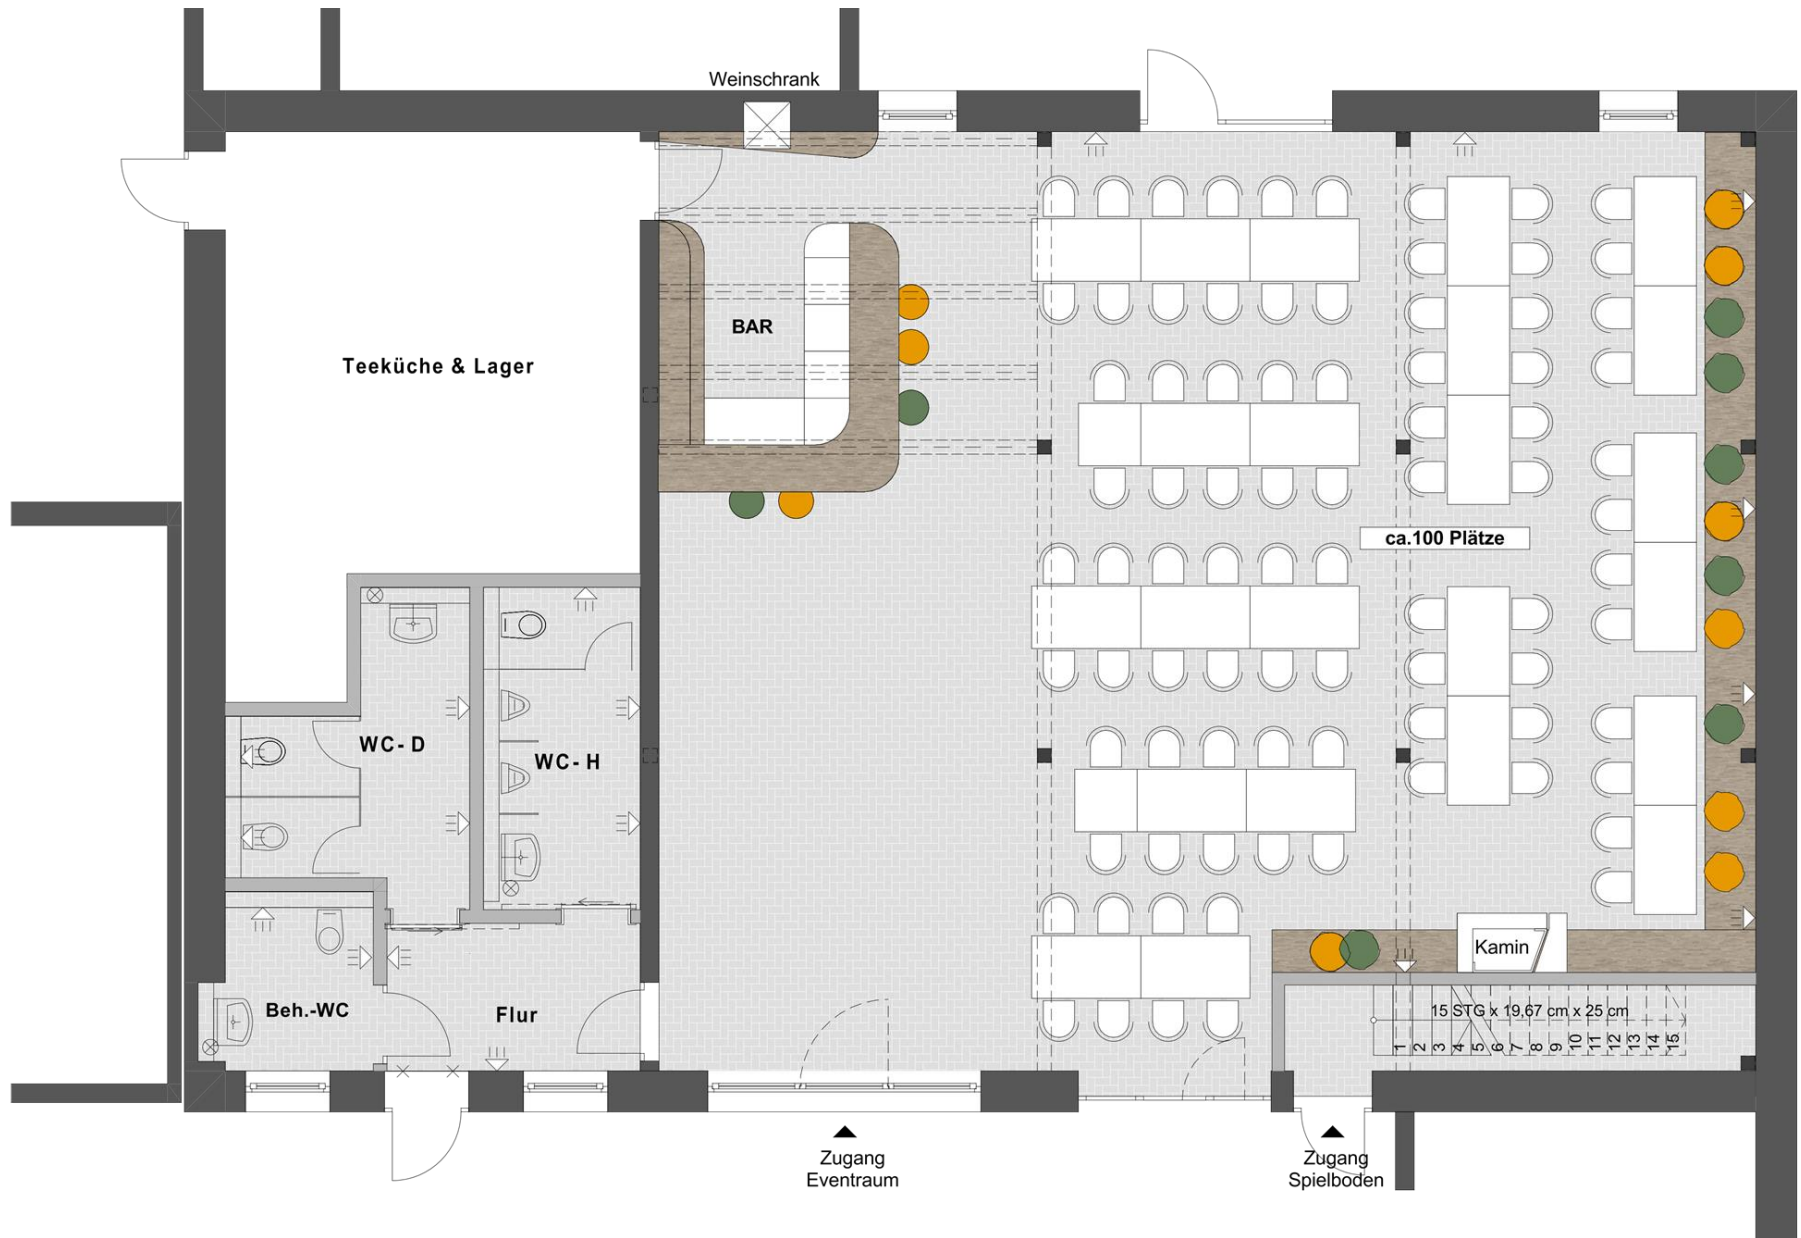 Weinschrank
BAR
Teeküche & Lager
ca.100 Plätze
WC- D
WC- H
Kamin
Beh.-WC
Flur
15 STG x 19,67 cm x 25 cm
1 2 3 4 5 6 7 8 9 10 11 12 13 14 15
Zugang
Eventraum
Zugang
Spielboden